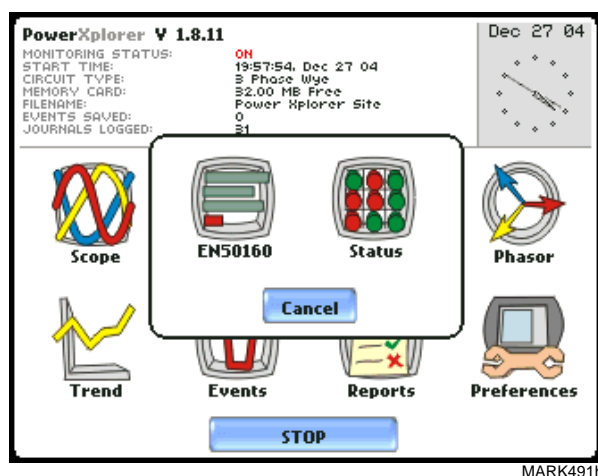 PowerXplorer V 1.8.11
Dec 27 04
MONITORING STATUS: ON
START TIME: 19:57:54, Dec 27 04
CIRCUIT TYPE: 3 Phase Wye
MEMORY CARD: 32.00 MB Free
FILENAME: Power Xplorer Site
EVENTS SAVED: 0
JOURNALS LOGGED: 31
Scope
EN50160
Status
Phasor
Cancel
Trend
Events
Reports
Preferences
STOP